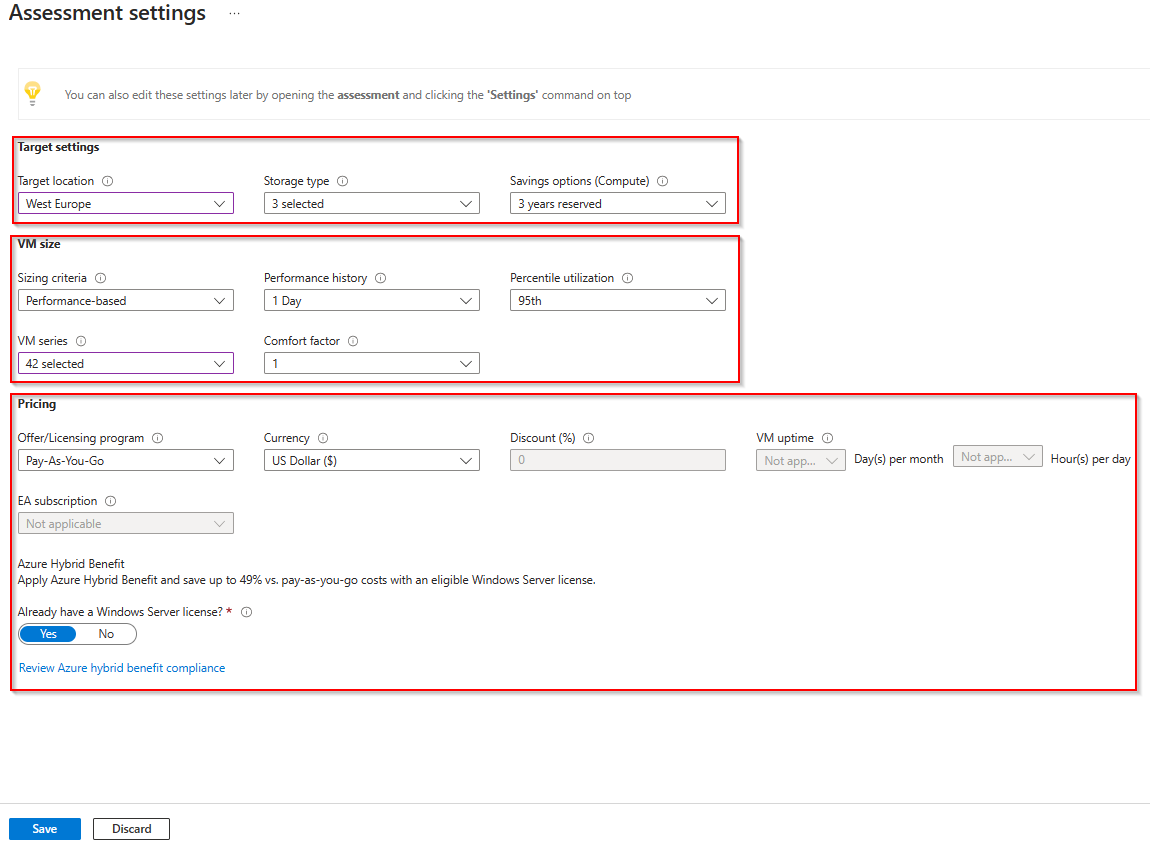 Assessment settings ...
You can also edit these settings later by opening the assessment and clicking the 'Settings' command on top
Target settings
Target location Storage type Savings options (Compute)
West Europe 3 selected 3 years reserved
VM size
Sizing criteria Performance history Percentile utilization
Performance-based 1 Day 95th
VM series Comfort factor
42 selected 1
Pricing
Offer/Licensing program Currency Discount (%) VM uptime
Pay-As-You-Go US Dollar ($) 0 Not app... Day(s) per month Not app... Hour(s) per day
EA subscription
Not applicable
Azure Hybrid Benefit
Apply Azure Hybrid Benefit and save up to 49% vs. pay-as-you-go costs with an eligible Windows Server license.
Already have a Windows Server license? *
Yes No
Review Azure hybrid benefit compliance
Save Discard